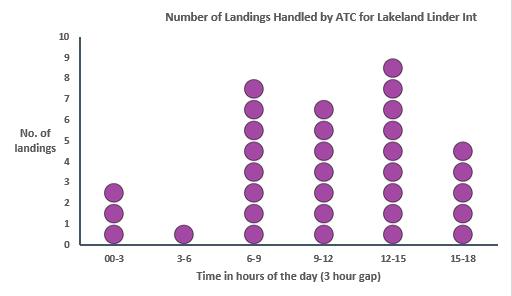 Number of Landings Handled by ATC for Lakeland Linder Int
10
9
8
7
6
5
4
3
2
1
0
No. of
landings
00-3 3-6 6-9 9-12 12-15 15-18
Time in hours of the day (3 hour gap)